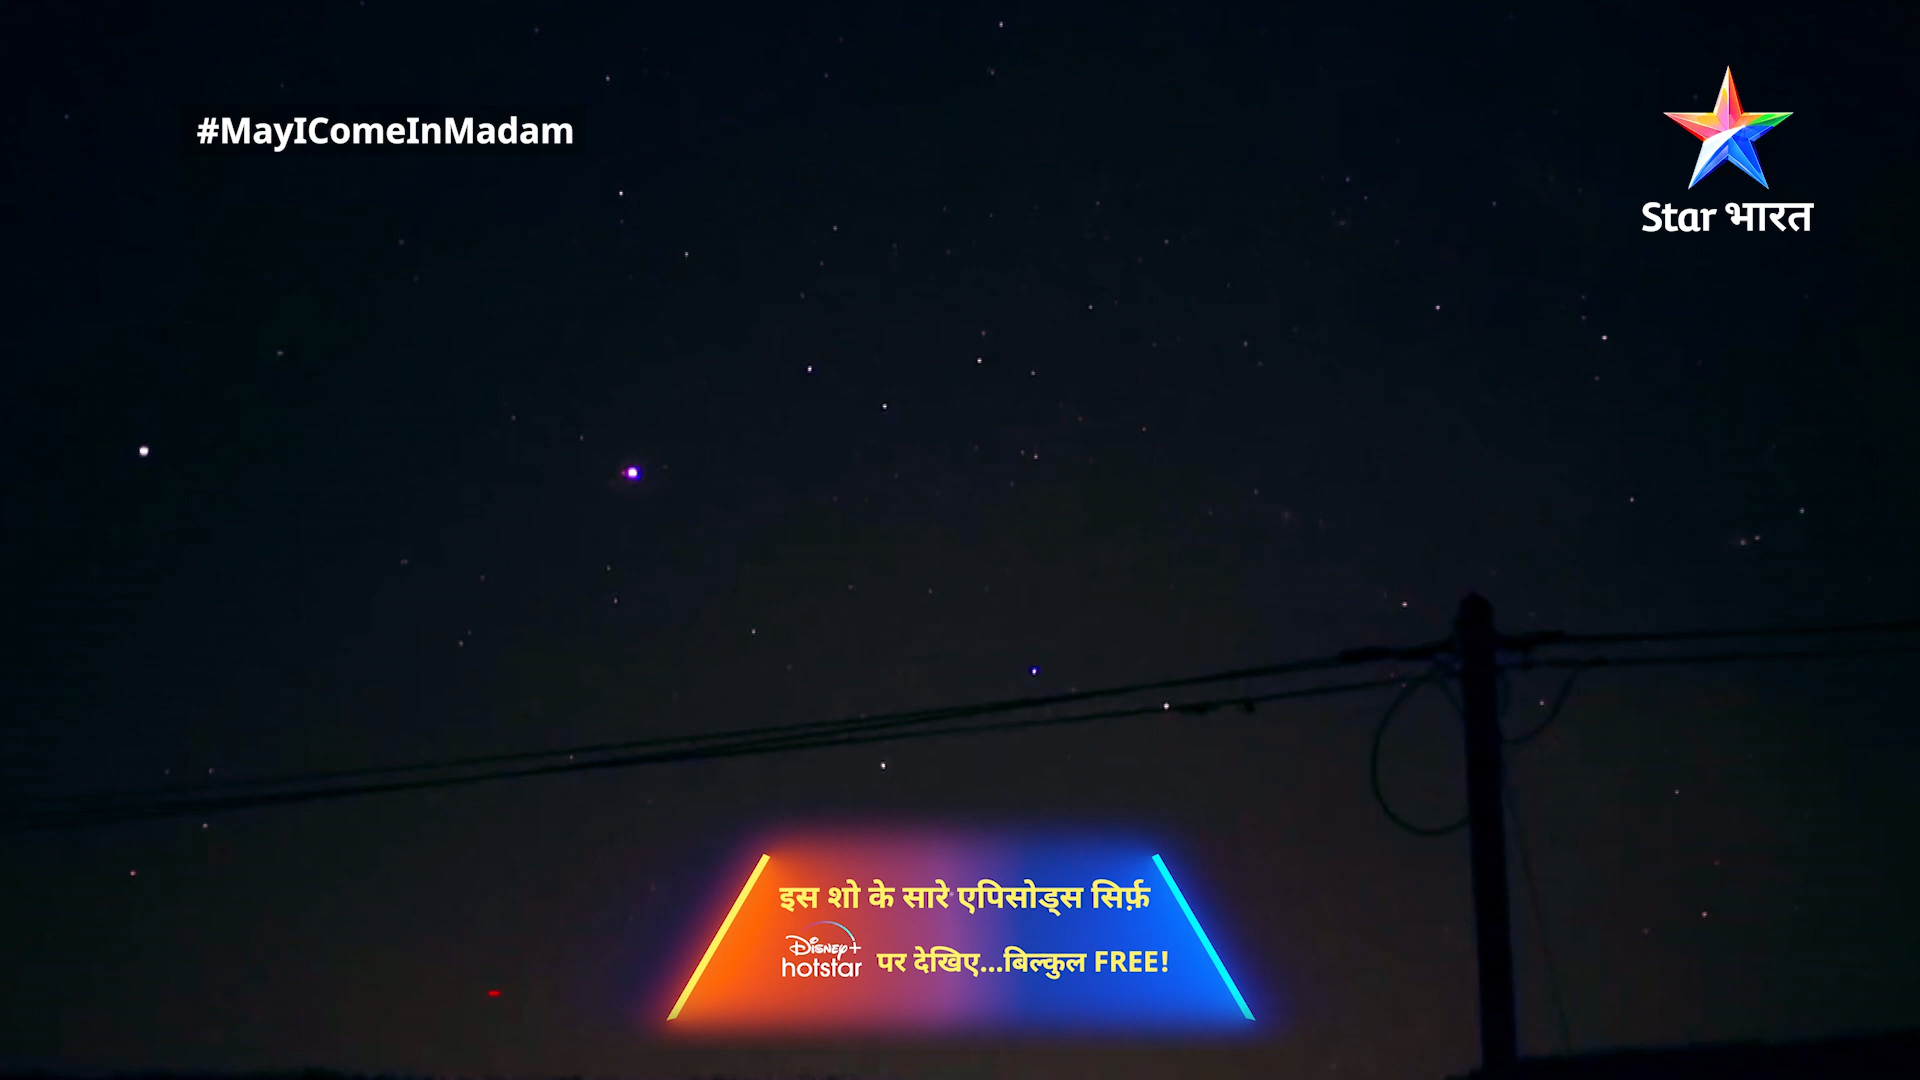 #MayIComeInMadam
Star भारत
इस शो के सारे एपिसोड्स सिर्फ़
Disney+ hotstar पर देखिए...बिल्कुल FREE!